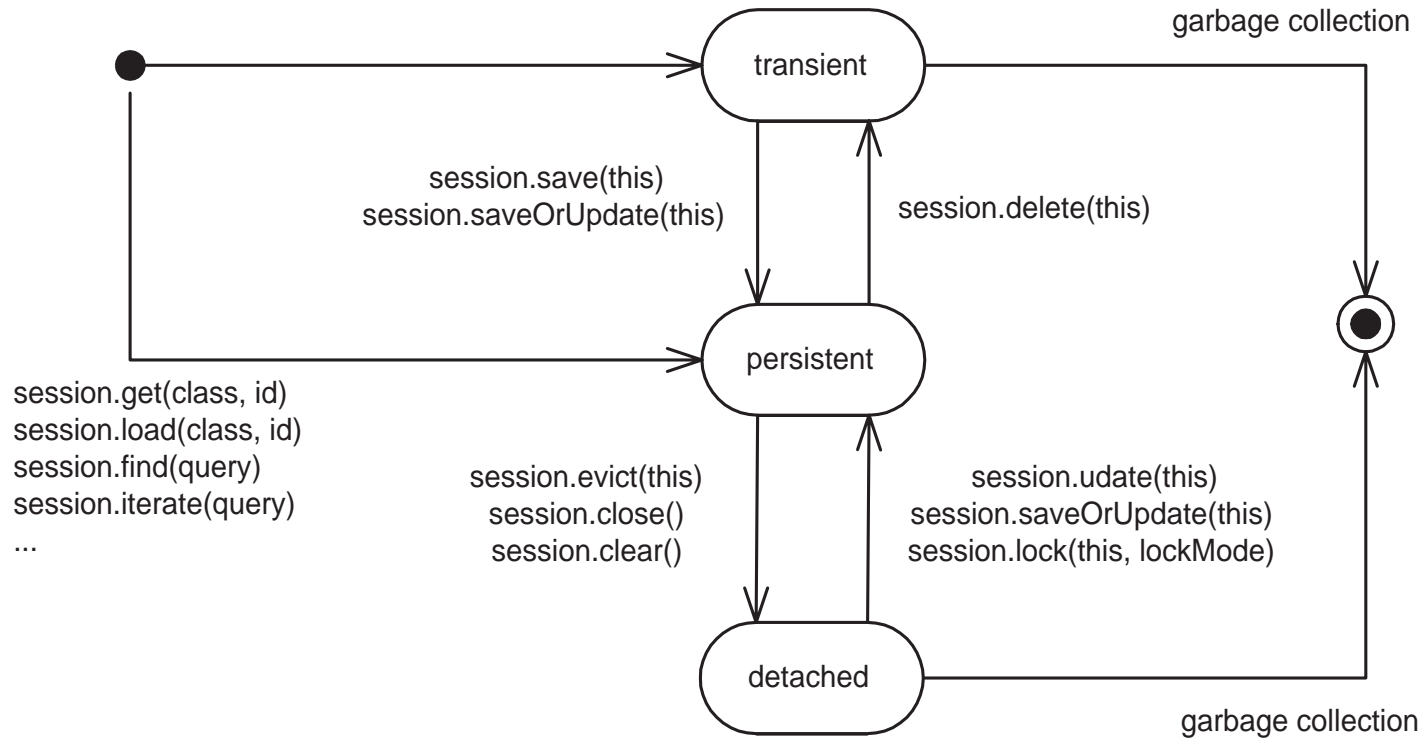 garbage collection
transient
session.save(this)
session.saveOrUpdate(this)
session.delete(this)
persistent
session.get(class, id)
session.load(class, id)
session.find(query)
session.iterate(query)
...
session.evict(this)
session.close()
session.clear()
session.udate(this)
session.saveOrUpdate(this)
session.lock(this, lockMode)
detached
garbage collection